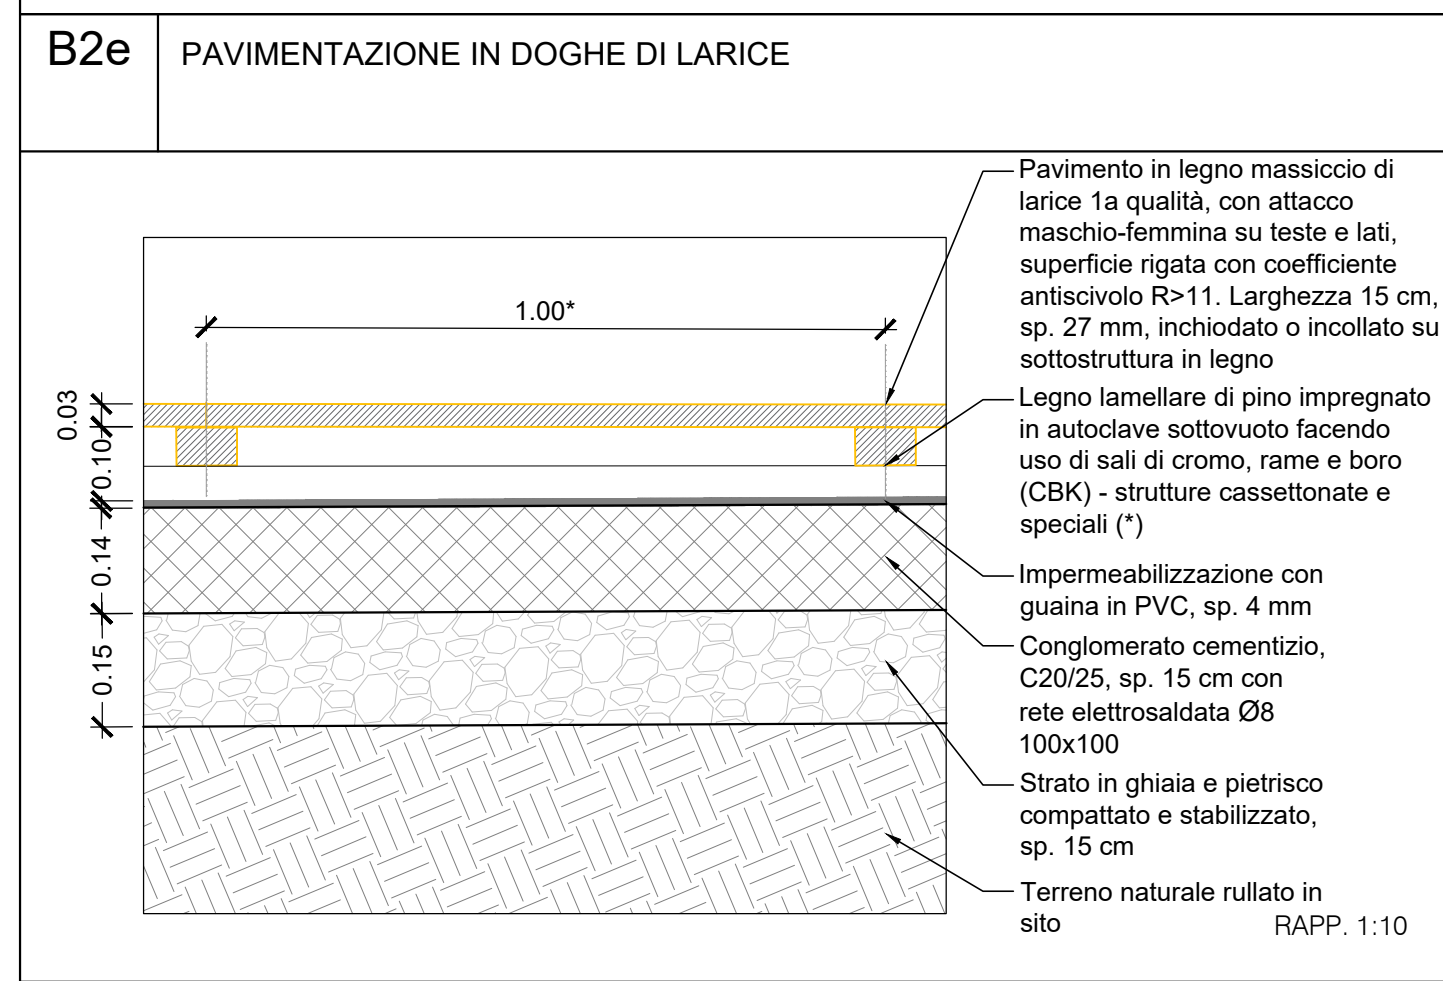 B2e
PAVIMENTAZIONE IN DOGHE DI LARICE
Pavimento in legno massiccio di
larice 1a qualità, con attacco
maschio-femmina su teste e lati,
superficie rigata con coefficiente
antiscivolo R>11. Larghezza 15 cm,
sp. 27 mm, inchiodato o incollato su
sottostruttura in legno
1.00*
0.03
0.10
0.14
0.15
Legno lamellare di pino impregnato
in autoclave sottovuoto facendo
uso di sali di cromo, rame e boro
(CBK) - strutture cassettonate e
speciali (*)
Impermeabilizzazione con
guaina in PVC, sp. 4 mm
Conglomerato cementizio,
C20/25, sp. 15 cm con
rete elettrosaldata Ø8
100x100
Strato in ghiaia e pietrisco
compattato e stabilizzato,
sp. 15 cm
Terreno naturale rullato in
sito
RAPP. 1:10